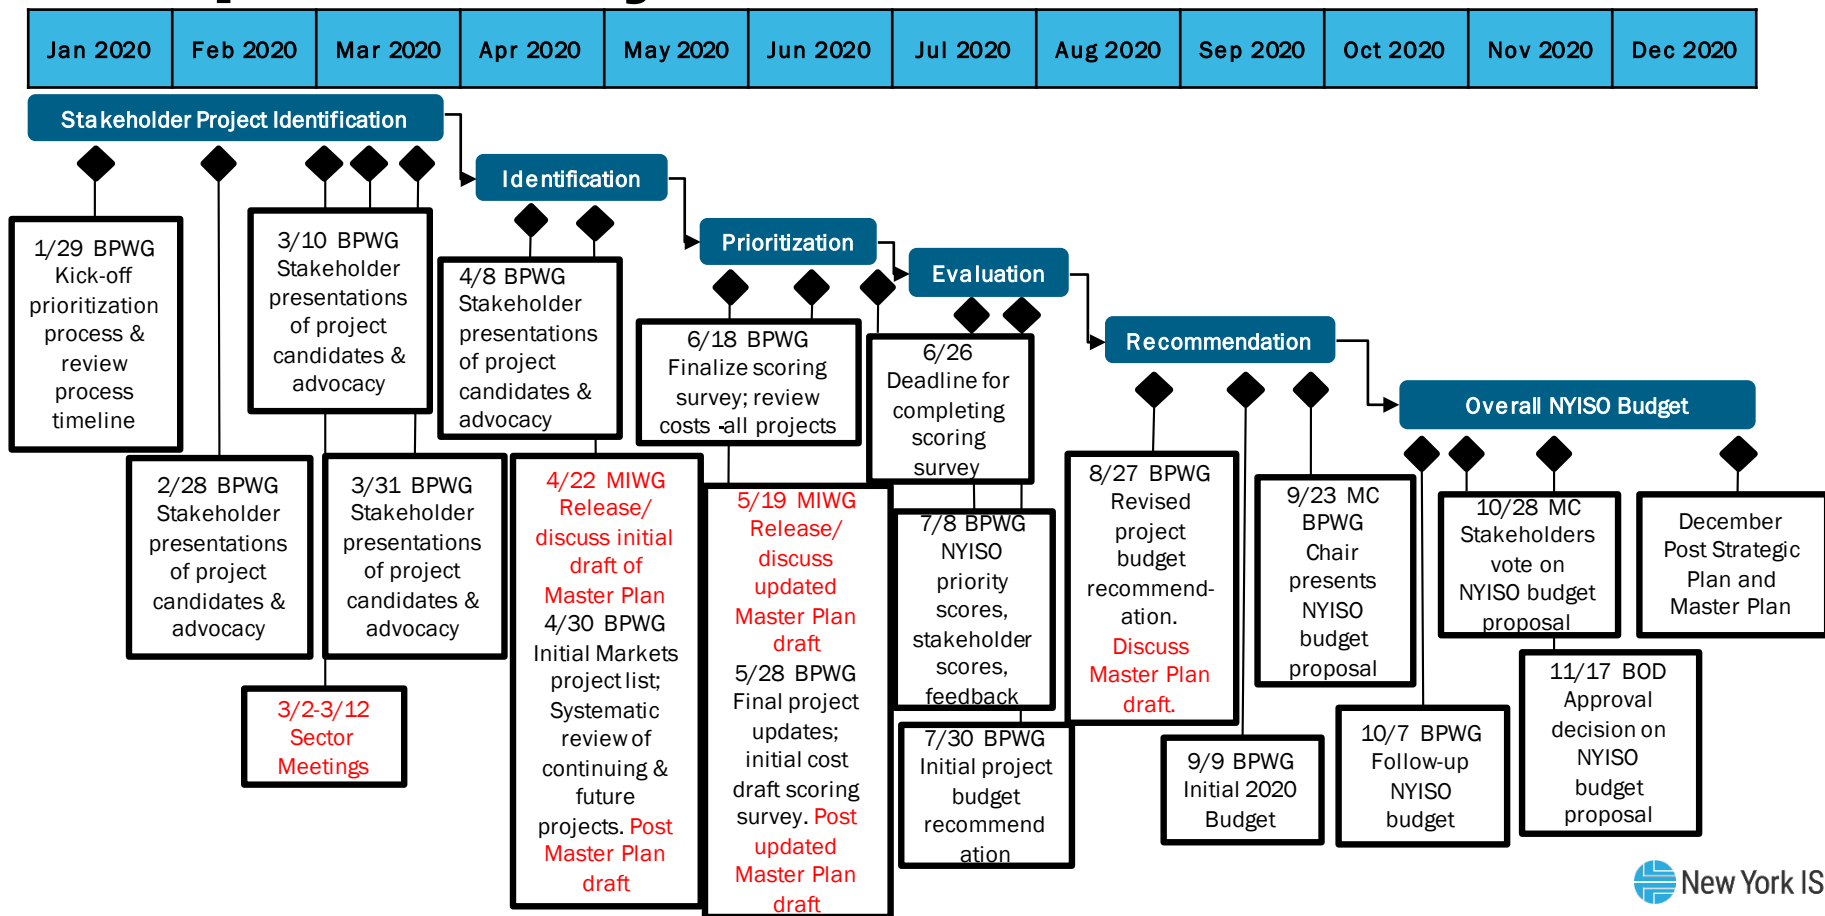 Jan 2020
Feb 2020
Mar 2020
Apr 2020
May 2020
Jun 2020
Jul 2020
Aug 2020
Sep 2020
Oct 2020
Nov 2020
Dec 2020
Stakeholder Project Identification
Identification
Prioritization
Evaluation
Recommendation
Overall NYISO Budget
1/29 BPWG
Kick-off
prioritization
process &
review
process
timeline
2/28 BPWG
Stakeholder
presentations
of project
candidates &
advocacy
3/10 BPWG
Stakeholder
presentations
of project
candidates &
advocacy
3/2-3/12
Sector
Meetings
3/31 BPWG
Stakeholder
presentations
of project
candidates &
advocacy
4/8 BPWG
Stakeholder
presentations
of project
candidates &
advocacy
4/22 MIWG
Release/
discuss initial
draft of
Master Plan
4/30 BPWG
Initial Markets
project list;
Systematic
review of
continuing &
future
projects. Post
Master Plan
draft
6/18 BPWG
Finalize scoring
survey; review
costs -all projects
5/19 MIWG
Release/
discuss
updated
Master Plan
draft
5/28 BPWG
Final project
updates;
initial cost
draft scoring
survey. Post
updated
Master Plan
draft
6/26
Deadline for
completing
scoring
survey
7/8 BPWG
NYISO
priority
scores,
stakeholder
scores,
feedback
7/30 BPWG
Initial project
budget
recommend
ation
8/27 BPWG
Revised
project
budget
recommend-
ation.
Discuss
Master Plan
draft.
9/9 BPWG
Initial 2020
Budget
9/23 MC
BPWG
Chair
presents
NYISO
budget
proposal
10/7 BPWG
Follow-up
NYISO
budget
10/28 MC
Stakeholders
vote on
NYISO budget
proposal
11/17 BOD
Approval
decision on
NYISO
budget
proposal
December
Post Strategic
Plan and
Master Plan
New York IS